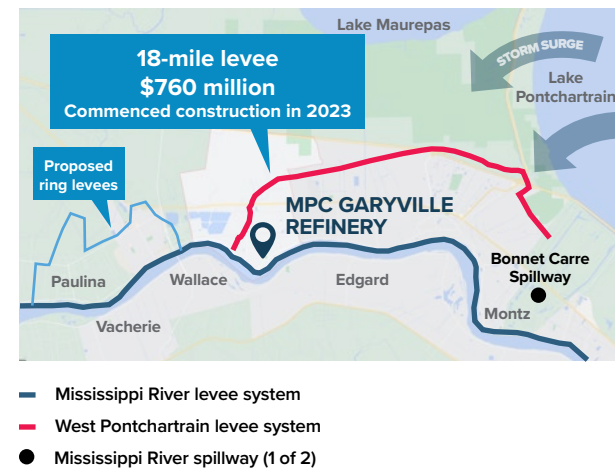 Lake Maurepas
18-mile levee
$760 million
Commenced construction in 2023
STORM SURGE
Lake
Pontchartrain
Proposed
ring levees
MPC GARYVILLE
REFINERY
Bonnet Carre
Spillway
Paulina
Wallace
Edgard
Montz
Vacherie
Mississippi River levee system
West Pontchartrain levee system
Mississippi River spillway (1 of 2)